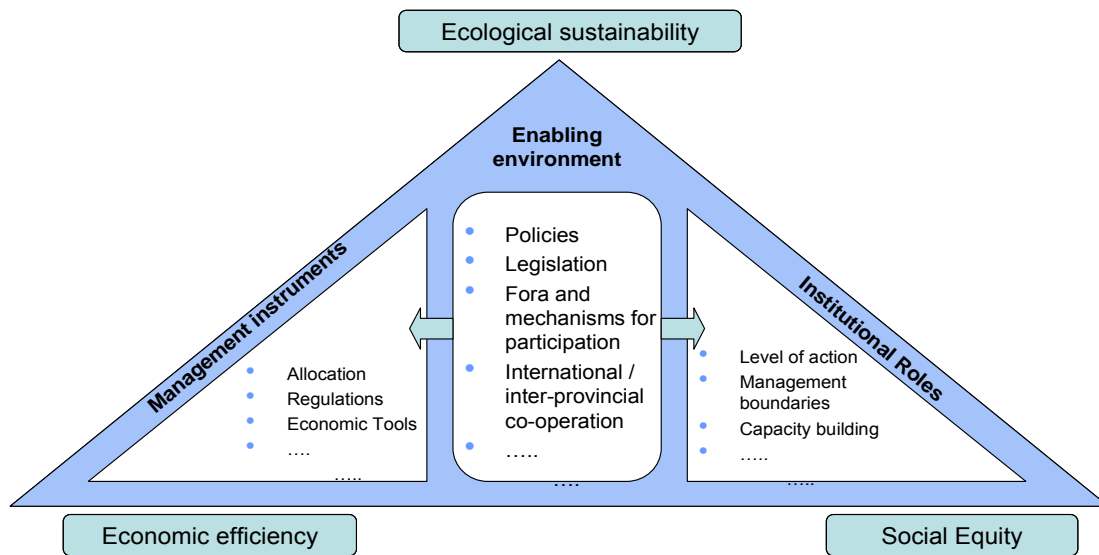 Ecological sustainability
Enabling
environment
Management instruments
• Allocation
• Regulations
• Economic Tools
• ….
…..
• Policies
• Legislation
• Fora and
mechanisms for
participation
• International /
inter-provincial
co-operation
• …..
….
Institutional Roles
• Level of action
• Management
boundaries
• Capacity building
• …..
…..
Economic efficiency
Social Equity